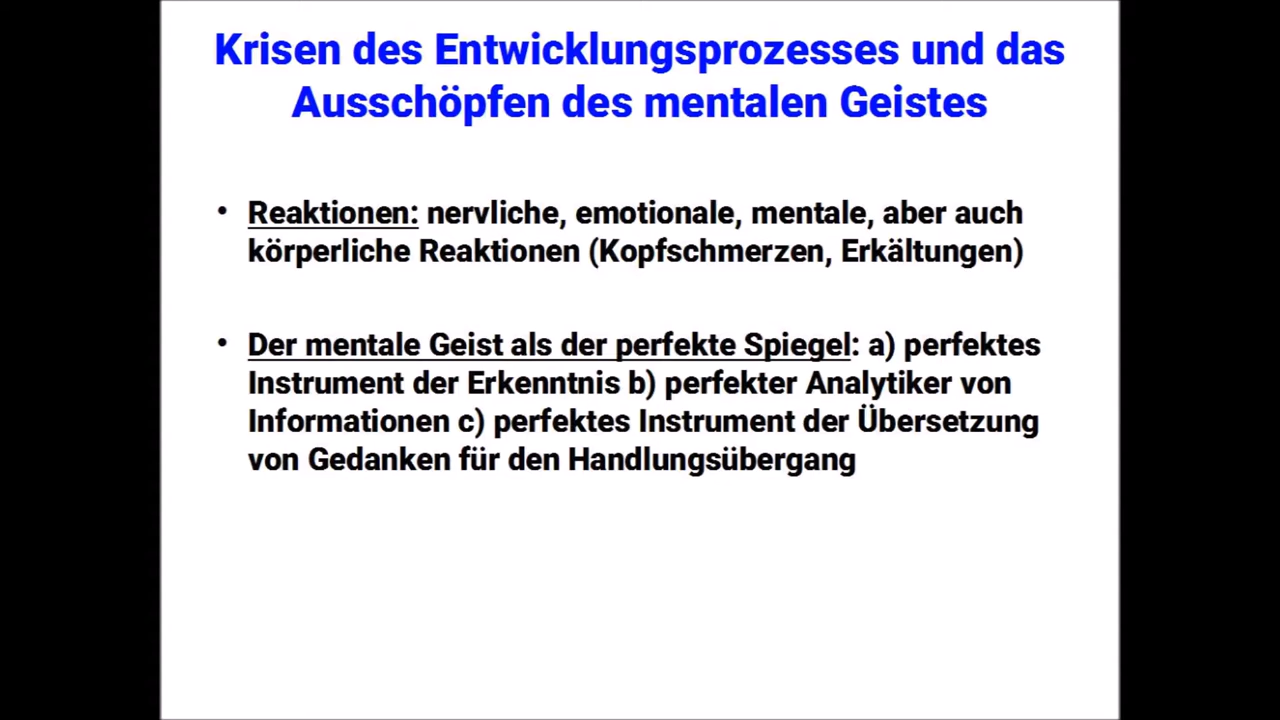 Krisen des Entwicklungsprozesses und das
Ausschöpfen des mentalen Geistes
• Reaktionen: nervliche, emotionale, mentale, aber auch
körperliche Reaktionen (Kopfschmerzen, Erkältungen)
• Der mentale Geist als der perfekte Spiegel: a) perfektes
Instrument der Erkenntnis b) perfekter Analytiker von
Informationen c) perfektes Instrument der Übersetzung
von Gedanken für den Handlungsübergang